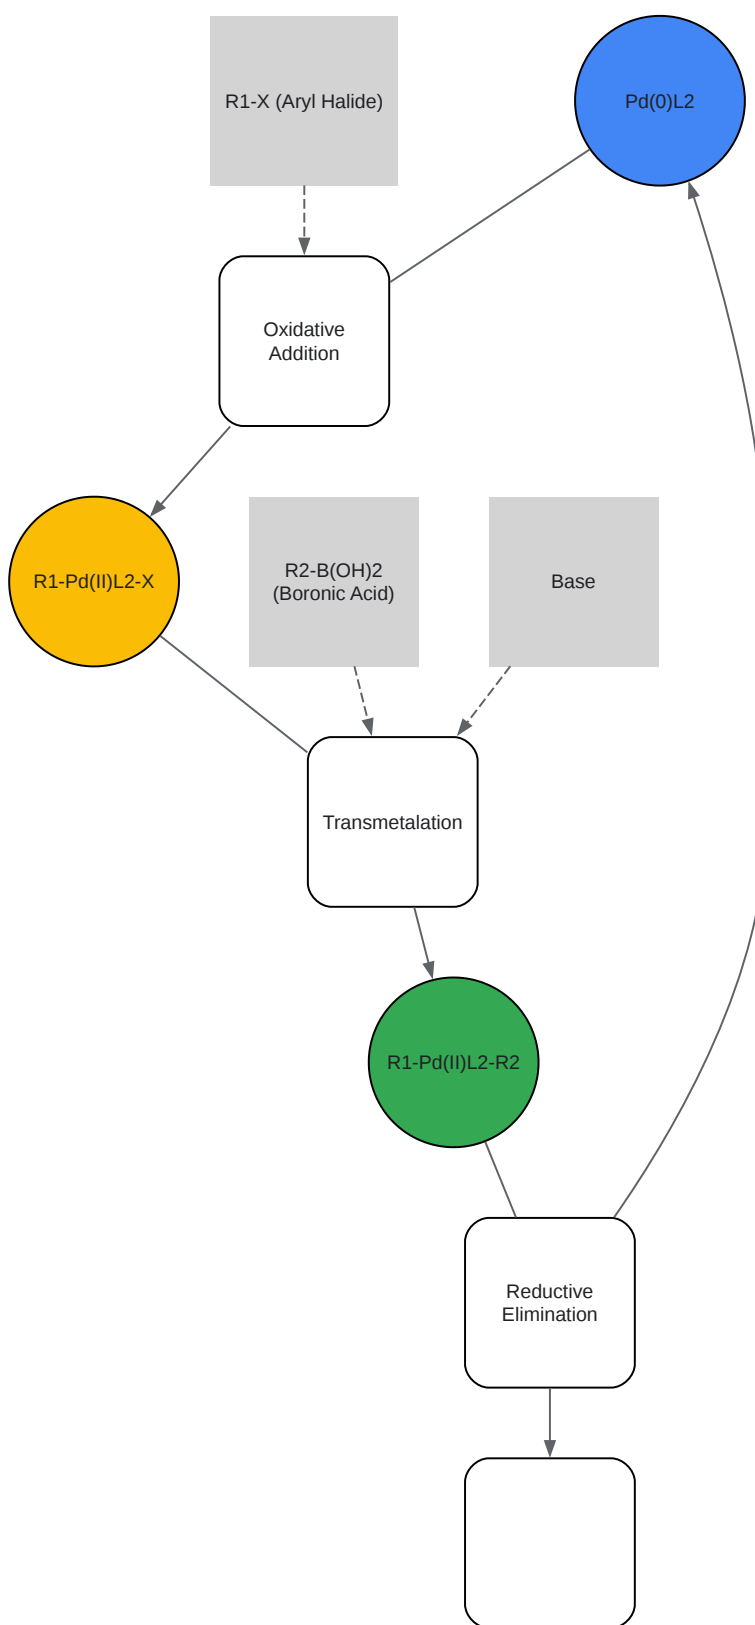 R1-X (Aryl Halide)
Pd(0)L2
Oxidative
Addition
R1-Pd(II)L2-X
R2-B(OH)2
(Boronic Acid)
Base
Transmetalation
R1-Pd(II)L2-R2
Reductive
Elimination